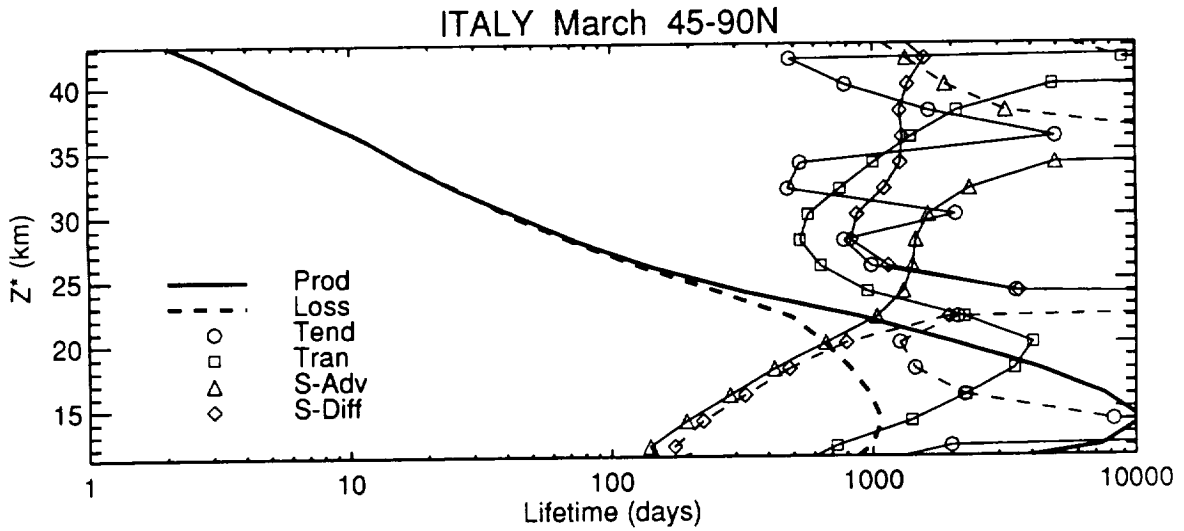 ITALY March 45-90N
Z* (km)
40
35
30
25
20
15
Prod
Loss
Tend
Tran
S-Adv
S-Diff
1 10 100 1000 10000
Lifetime (days)